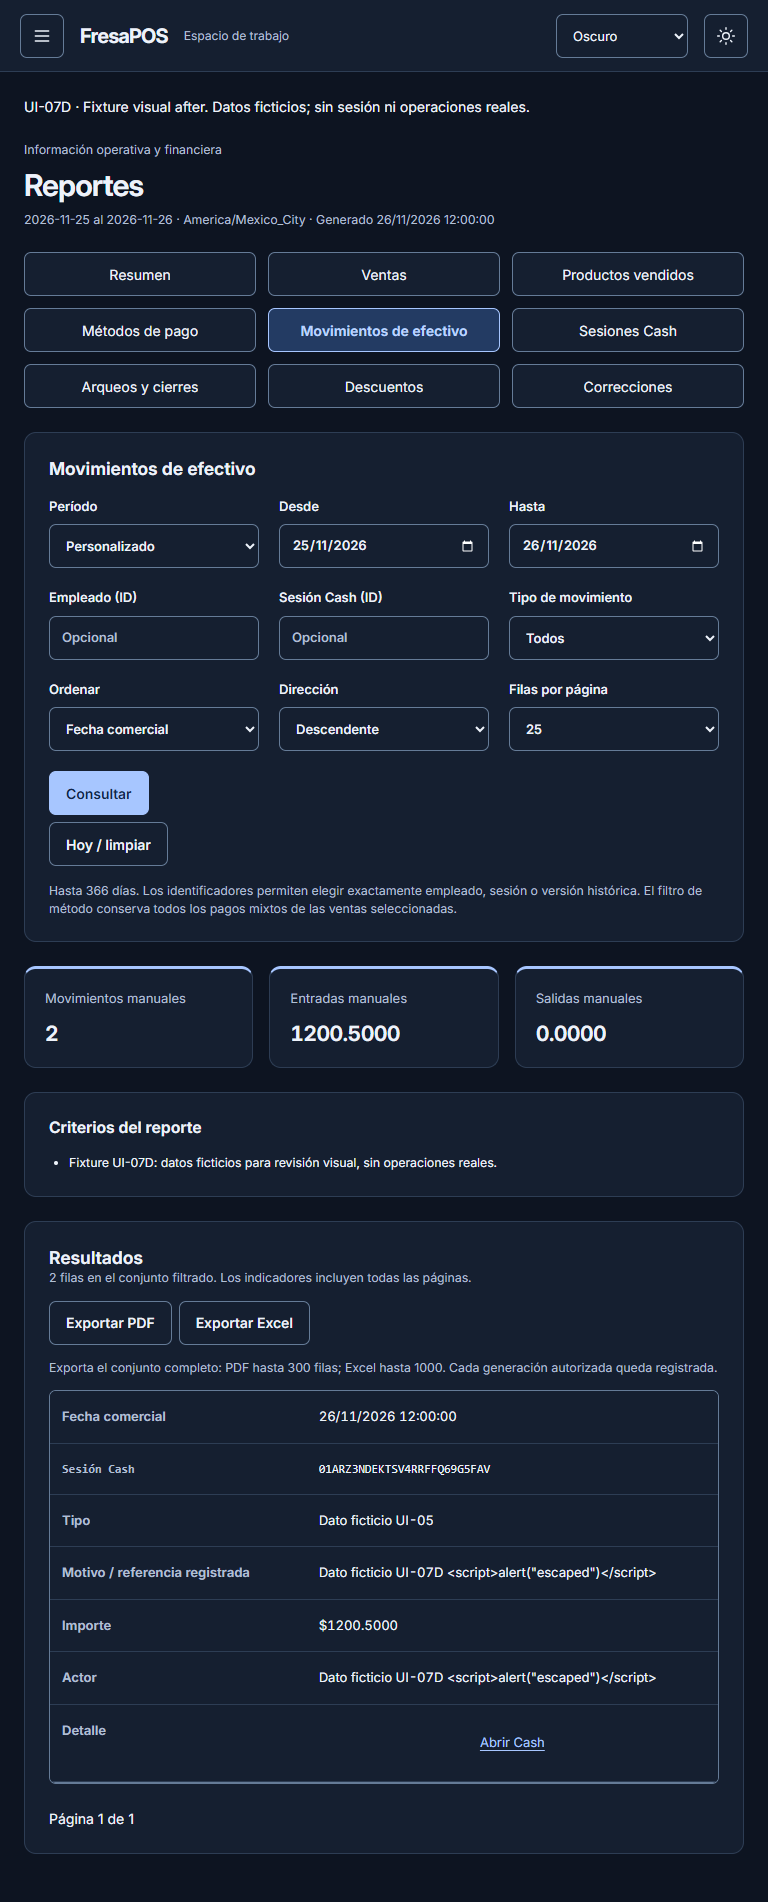 FresaPOS Espacio de trabajo Oscuro
UI-07D · Fixture visual after. Datos ficticios; sin sesión ni operaciones reales.
Información operativa y financiera
Reportes
2026-11-25 al 2026-11-26 · America/Mexico_City · Generado 26/11/2026 12:00:00
Resumen Ventas Productos vendidos
Métodos de pago Movimientos de efectivo Sesiones Cash
Arqueos y cierres Descuentos Correcciones
Movimientos de efectivo
Período Desde Hasta
Personalizado 25/11/2026 26/11/2026
Empleado (ID) Sesión Cash (ID) Tipo de movimiento
Opcional Opcional Todos
Ordenar Dirección Filas por página
Fecha comercial Descendente 25
Consultar
Hoy / limpiar
Hasta 366 días. Los identificadores permiten elegir exactamente empleado, sesión o versión histórica. El filtro de
método conserva todos los pagos mixtos de las ventas seleccionadas.
Movimientos manuales Entradas manuales Salidas manuales
2 1200.5000 0.0000
Criterios del reporte
• Fixture UI-07D: datos ficticios para revisión visual, sin operaciones reales.
Resultados
2 filas en el conjunto filtrado. Los indicadores incluyen todas las páginas.
Exportar PDF Exportar Excel
Exporta el conjunto completo: PDF hasta 300 filas; Excel hasta 1000. Cada generación autorizada queda registrada.
Fecha comercial 26/11/2026 12:00:00
Sesión Cash 01ARZ3NDEKTSV4RRFFQ69G5FAV
Tipo Dato ficticio UI-05
Motivo / referencia registrada Dato ficticio UI-07D <script>alert("escaped")</script>
Importe $1200.5000
Actor Dato ficticio UI-07D <script>alert("escaped")</script>
Detalle Abrir Cash
Página 1 de 1